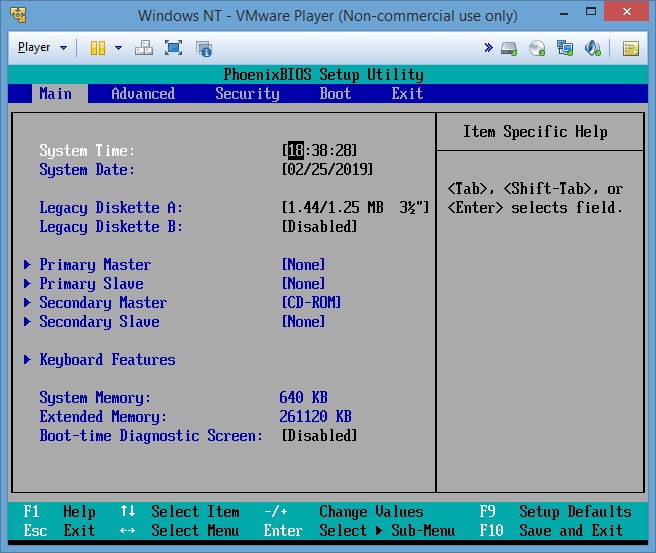 Windows NT - VMware Player (Non-commercial use only)
Player
PhoenixBIOS Setup Utility
Main Advanced Security Boot Exit
Item Specific Help
System Time: [18:38:28]
System Date: [02/25/2019]
<Tab>, <Shift-Tab>, or
<Enter> selects field.
Legacy Diskette A: [1.44/1.25 MB 3½"]
Legacy Diskette B: [Disabled]
Primary Master [None]
Primary Slave [None]
Secondary Master [CD-ROM]
Secondary Slave [None]
Keyboard Features
System Memory: 640 KB
Extended Memory: 261120 KB
Boot-time Diagnostic Screen: [Disabled]
F1 Help ↑↓ Select Item -/+ Change Values F9 Setup Defaults
Esc Exit ↔ Select Menu Enter Select ▶ Sub-Menu F10 Save and Exit